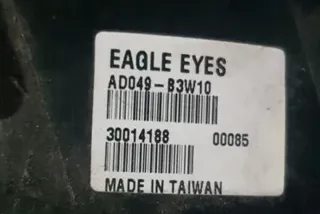 EAGLE EYES
AD049-B3W10
30014188 00085
MADE IN TAIWAN